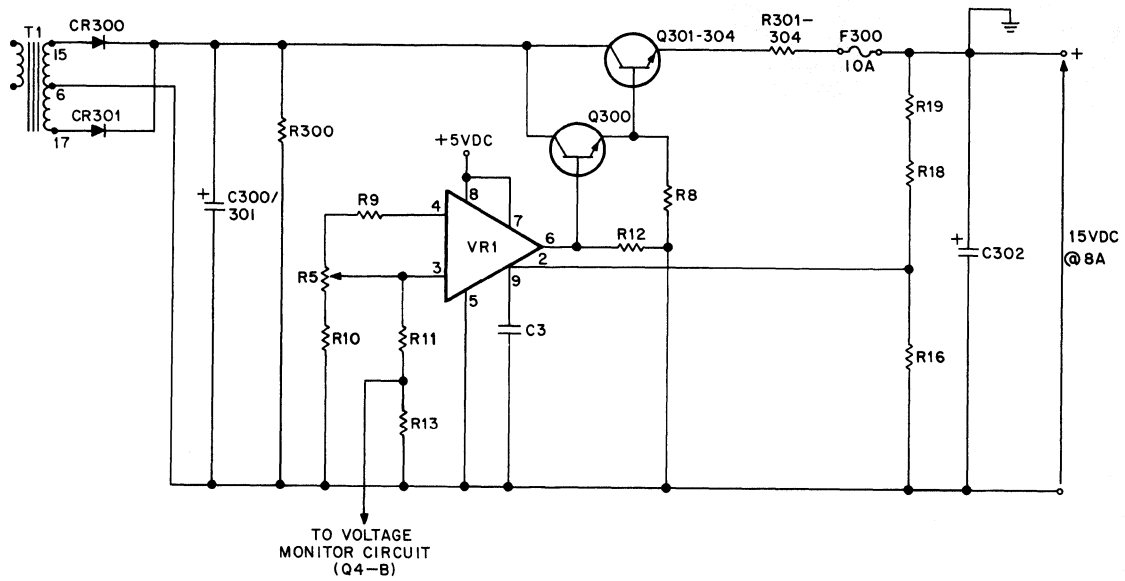 T1
CR300
15
6
CR301
17
C300/
301
+
R300
+5VDC
8
7
R9
4
VR1
6
2
R5
3
9
5
R10
R11
C3
R13
R12
R8
Q300
Q301-304
R301-
304
F300
10A
R19
R18
R16
+
C302
+
15VDC
@8A
TO VOLTAGE
MONITOR CIRCUIT
(Q4-B)